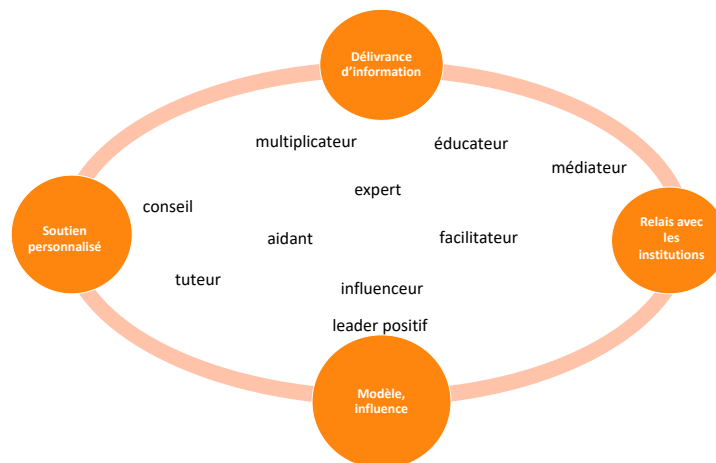 Délivrance
d'information
multiplicateur
éducateur
médiateur
expert
conseil
Soutien
personnalisé
aidant
facilitateur
Relais avec
les
institutions
tuteur
influenceur
leader positif
Modèle,
influence